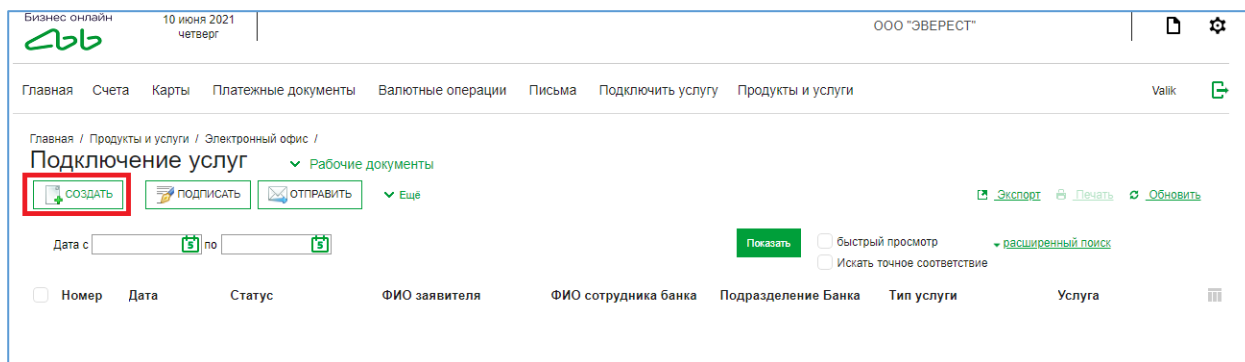 Бизнес онлайн
10 июня 2021
четверг
ООО "ЭВЕРЕСТ"
Главная Счета Карты Платежные документы Валютные операции Письма Подключить услугу Продукты и услуги Valik
Главная / Продукты и услуги / Электронный офис /
Подключение услуг Рабочие документы
СОЗДАТЬ ПОДПИСАТЬ ОТПРАВИТЬ Ещё Экспорт Печать Обновить
Дата с 5 по 5 Показать быстрый просмотр расширенный поиск
Искать точное соответствие
Номер Дата Статус ФИО заявителя ФИО сотрудника банка Подразделение Банка Тип услуги Услуга